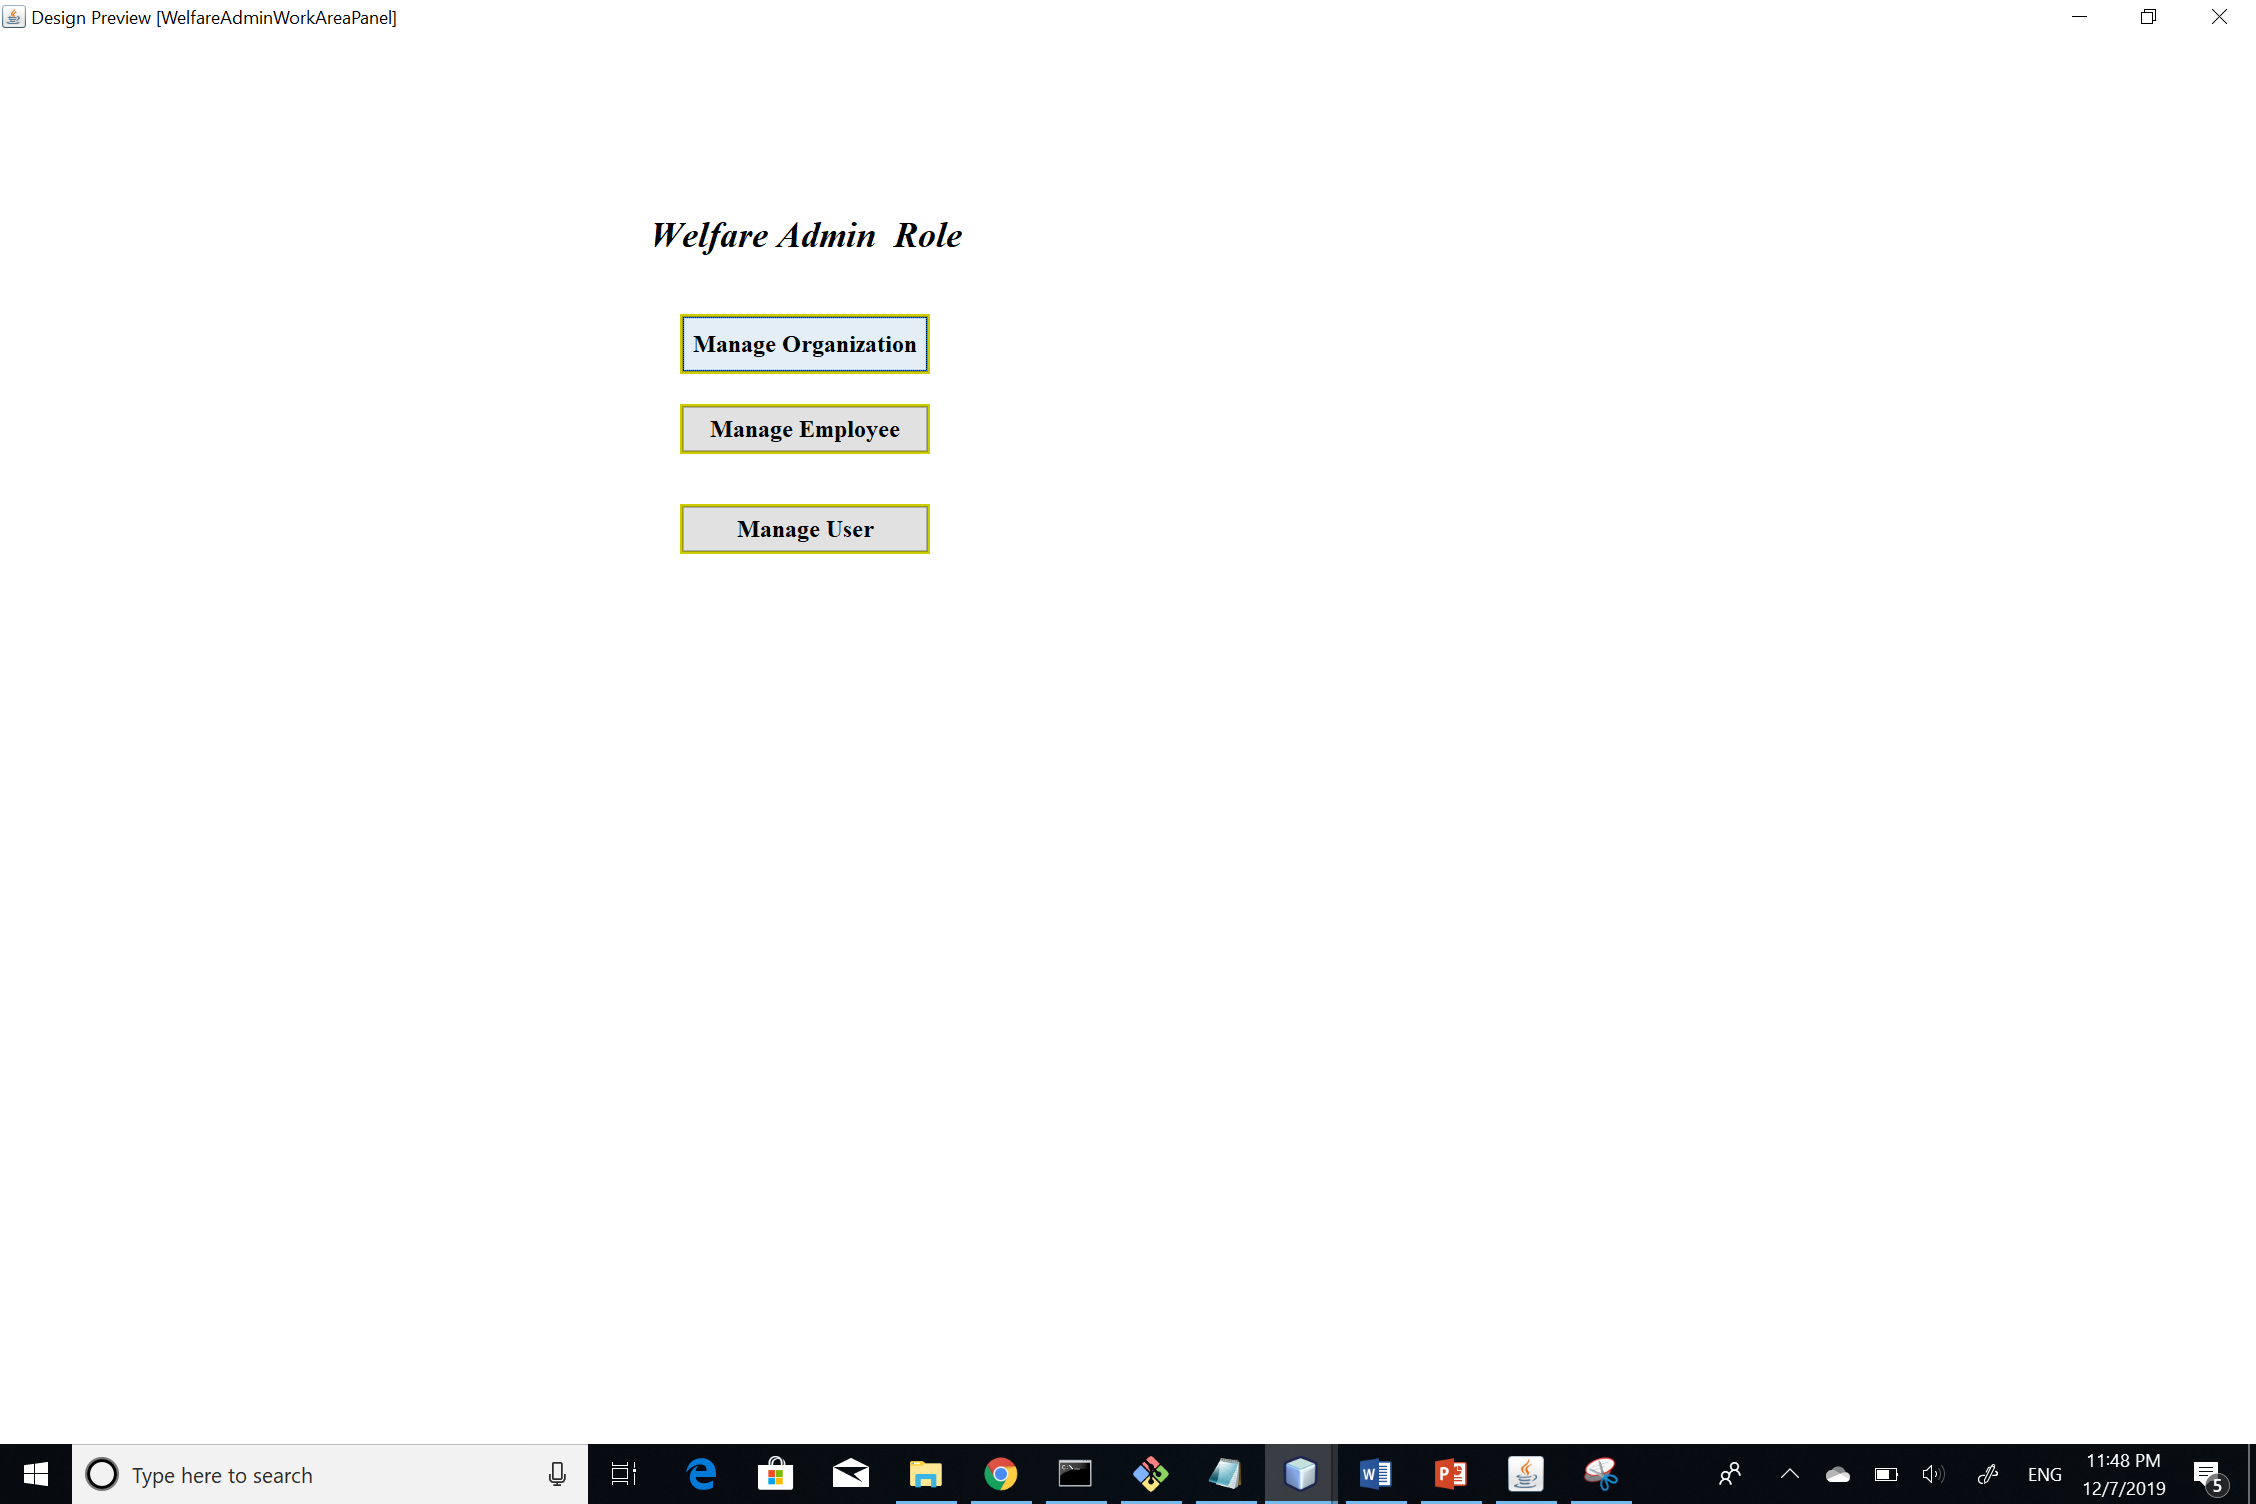 Design Preview [WelfareAdminWorkAreaPanel]
Welfare Admin  Role
Manage Organization
Manage Employee
Manage User
Type here to search
ENG
11:48 PM
12/7/2019
5